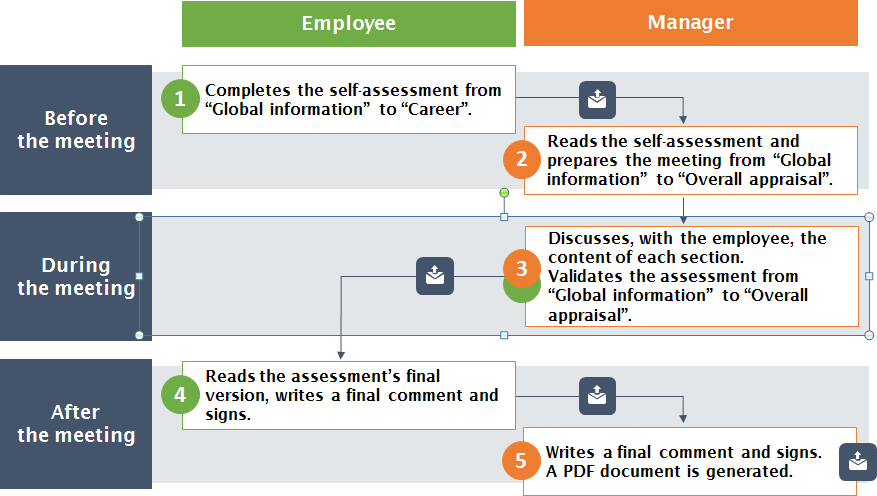 Employee
Manager
Before
the meeting
1
Completes the self-assessment from
“Global information” to “Career”.
2
Reads the self-assessment and
prepares the meeting from “Global
information” to “Overall appraisal”.
During
the meeting
3
Discusses, with the employee, the
content of each section.
Validates the assessment from
“Global information” to “Overall
appraisal”.
After
the meeting
4
Reads the assessment’s final
version, writes a final comment and
signs.
5
Writes a final comment and signs.
A PDF document is generated.